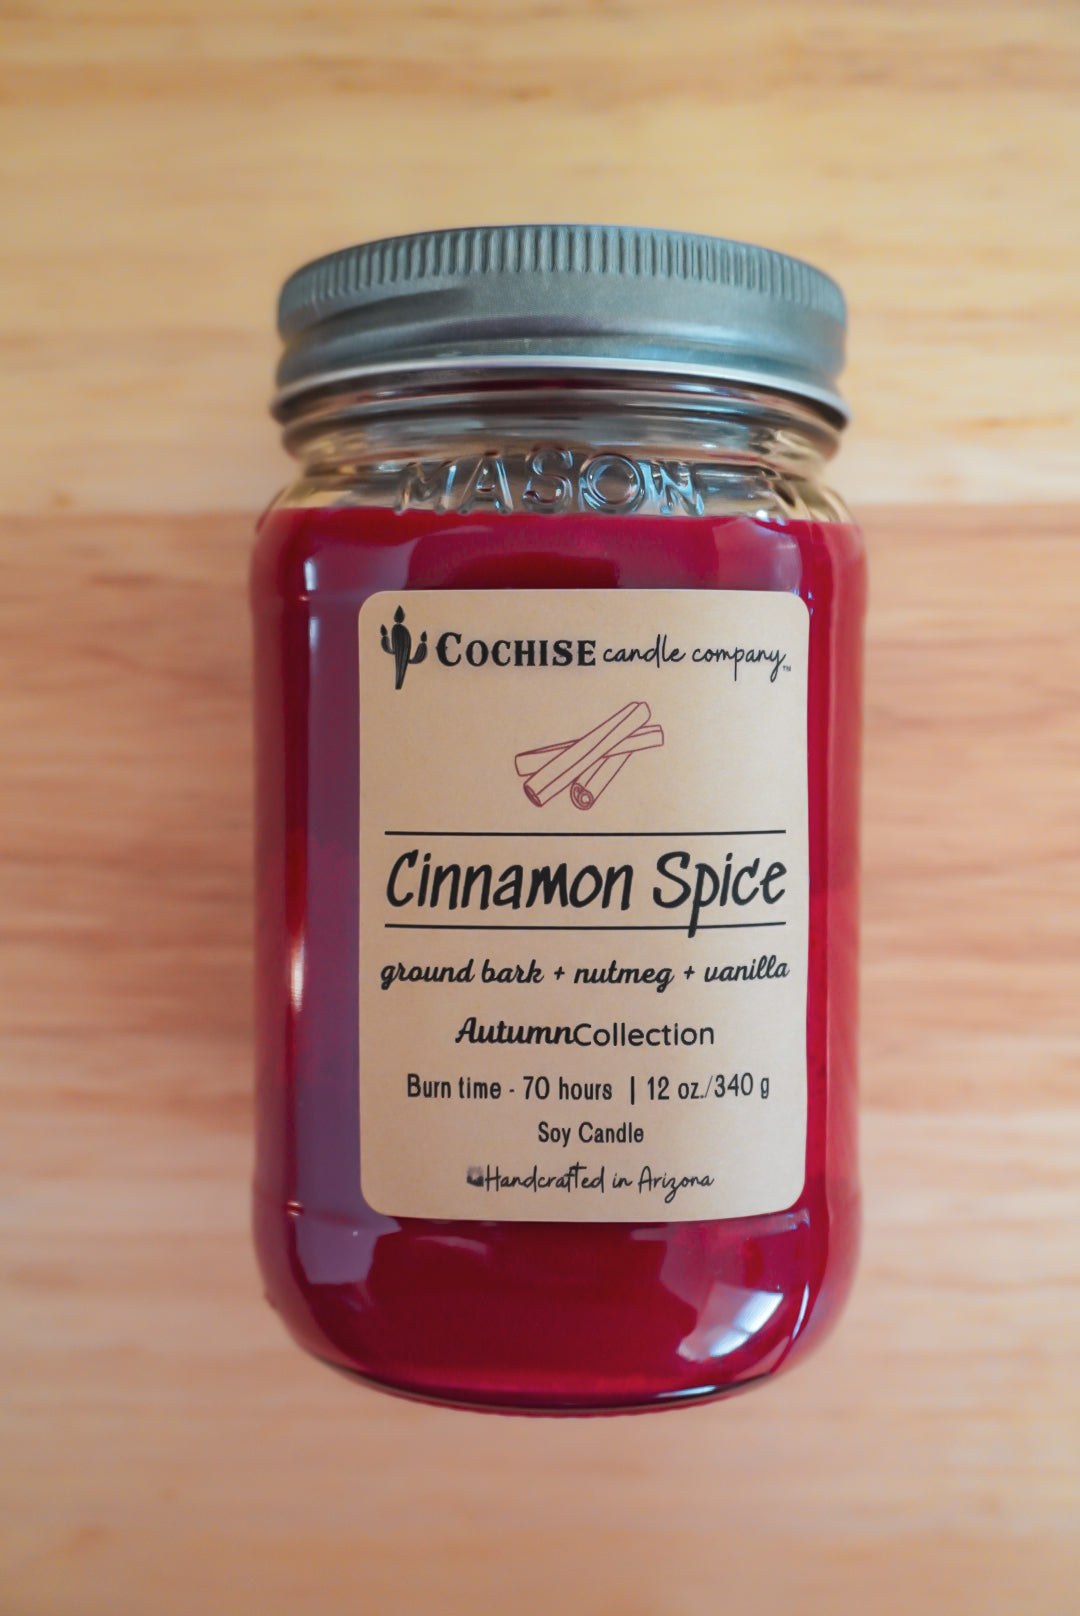 MASON
COCHISE candle company™
Cinnamon Spice
ground bark + nutmeg + vanilla
AutumnCollection
Burn time - 70 hours | 12 oz./340 g
Soy Candle
Handcrafted in Arizona